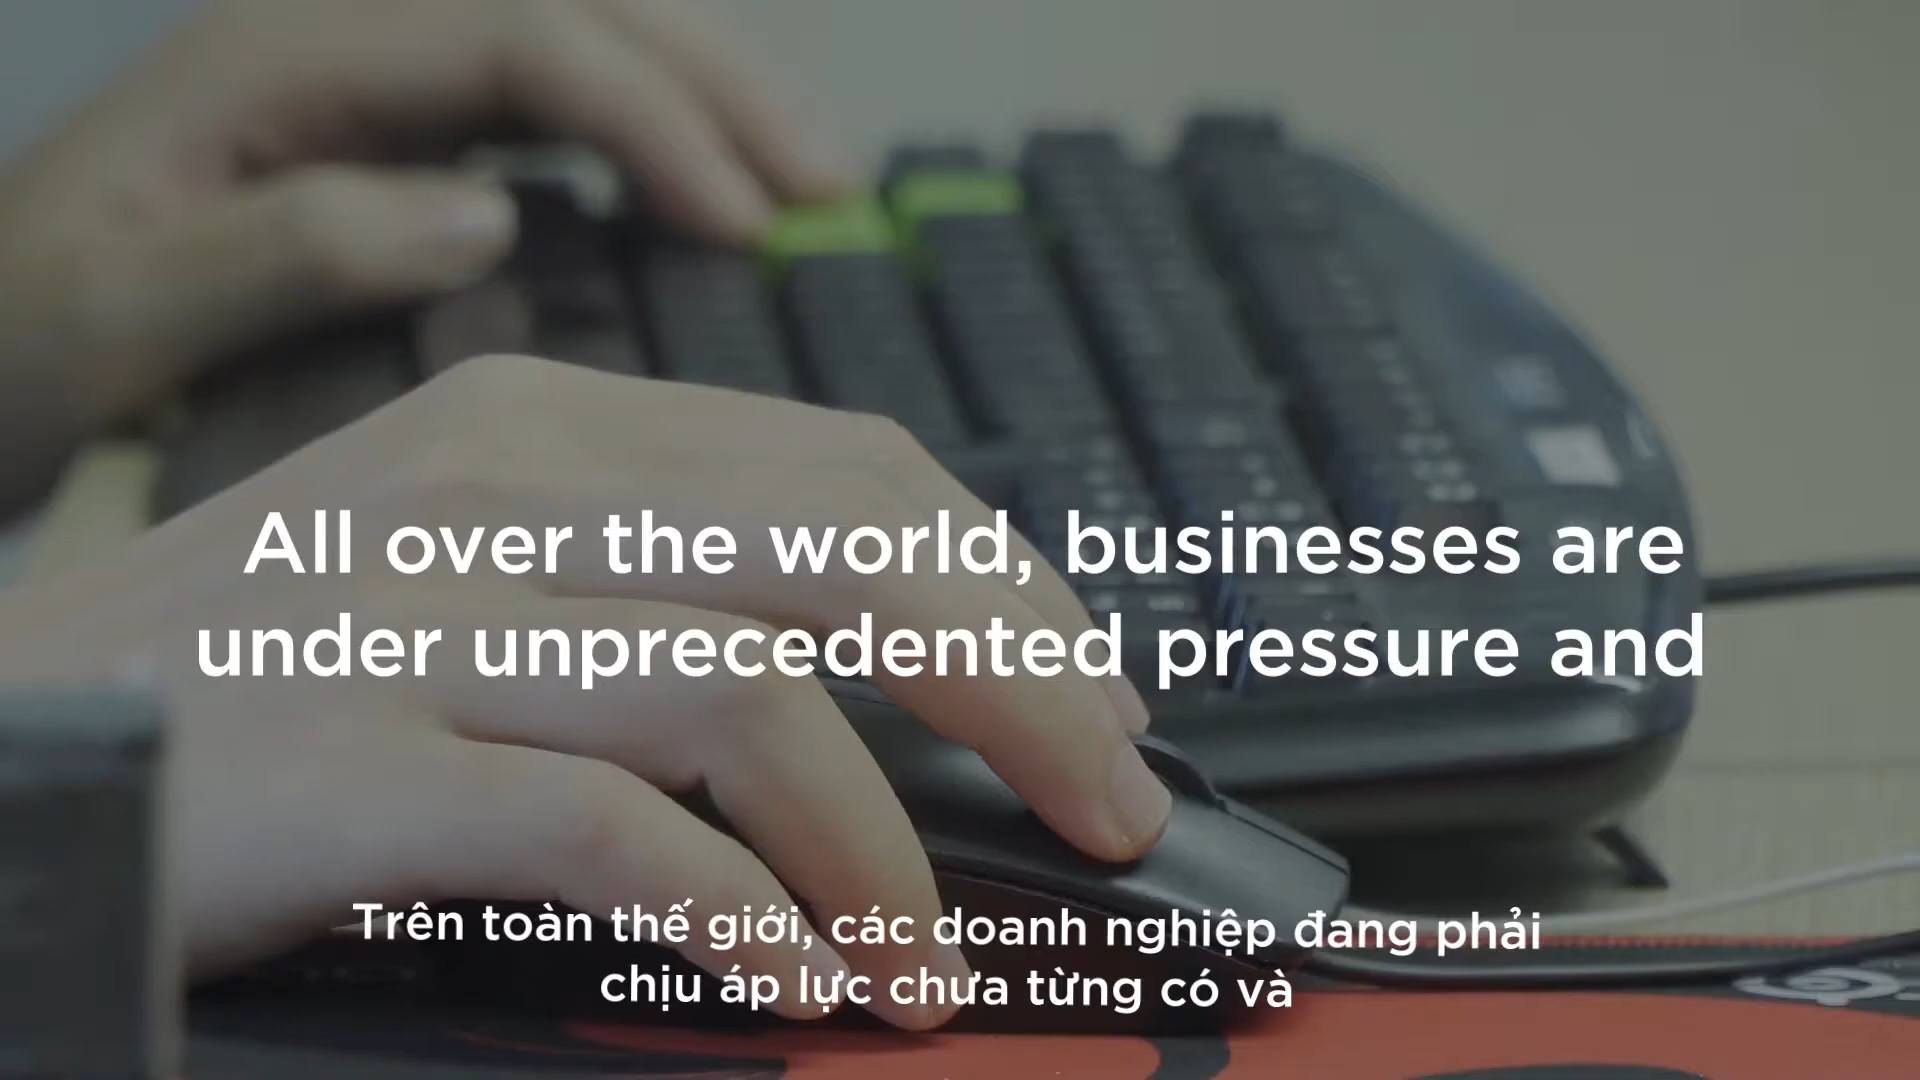 All over the world, businesses are
under unprecedented pressure and
Trên toàn thế giới, các doanh nghiệp đang phải
chịu áp lực chưa từng có và